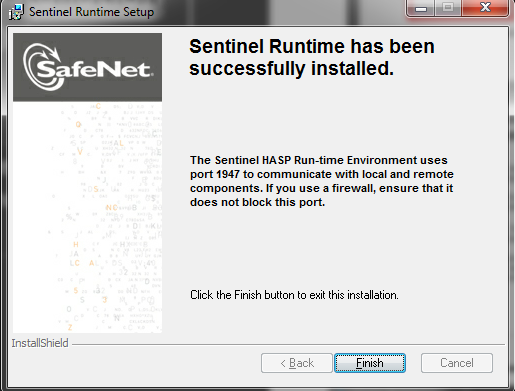 Sentinel Runtime Setup
SafeNet.
Sentinel Runtime has been
successfully installed.
The Sentinel HASP Run-time Environment uses
port 1947 to communicate with local and remote
components. If you use a firewall, ensure that it
does not block this port.
Click the Finish button to exit this installation.
InstallShield
< Back
Finish
Cancel